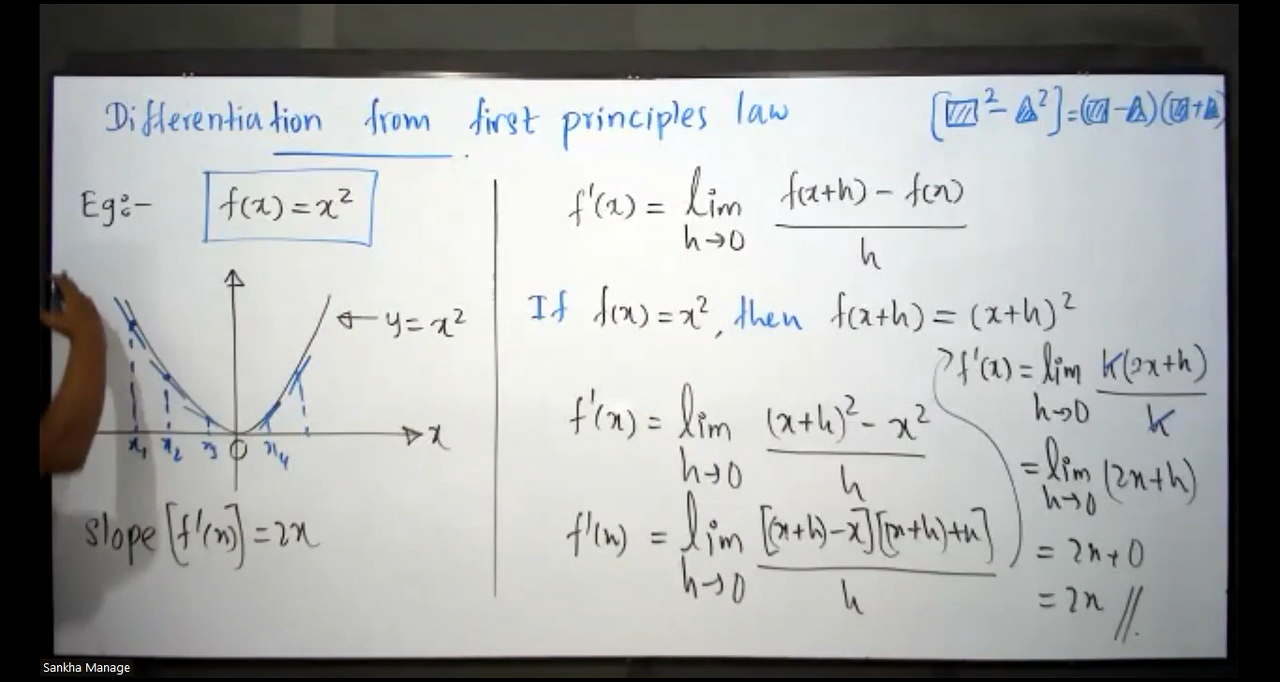 Differentiation from first principles law
[▨² - ▲²] = (▨ - ▲)(▨ + ▲)
Eg:- f(x) = x²
y = x²
x
x₁ x₂ x₃ O x₄
Slope [f'(x)] = 2x
f'(x) = lim h→0 f(x+h) - f(x) / h
If f(x) = x², then f(x+h) = (x+h)²
f'(x) = lim h→0 (x+h)² - x² / h
f'(x) = lim h→0 [(x+h)-x][(x+h)+x] / h
f'(x) = lim h→0 h(2x+h) / h
= lim h→0 (2x+h)
= 2x+0
= 2x //
Sankha Manage